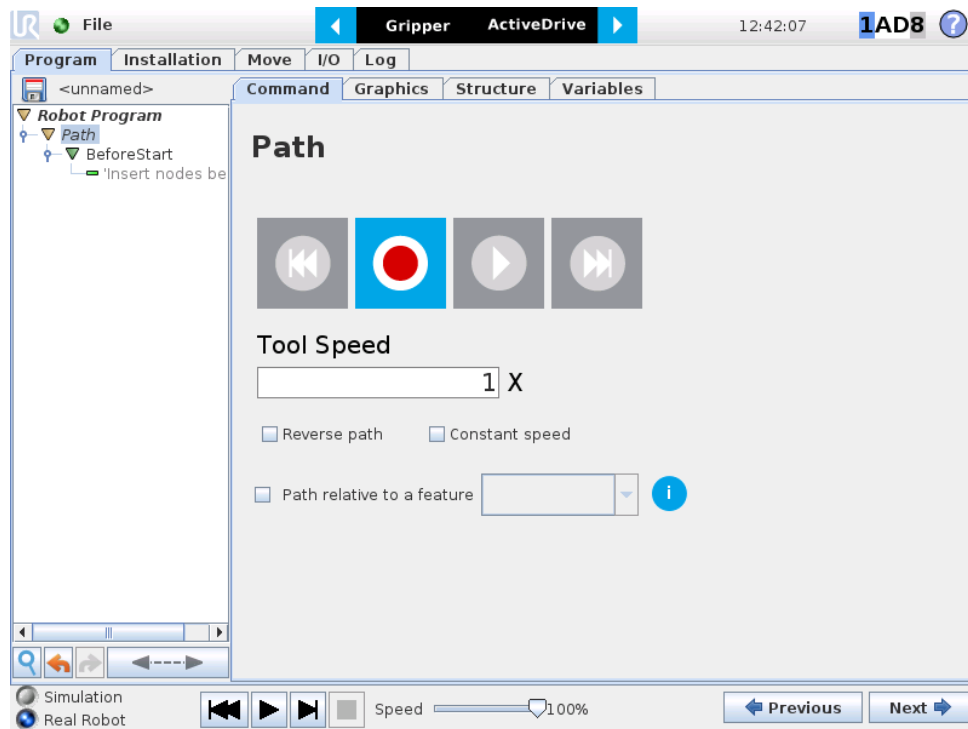 UR File Gripper ActiveDrive 12:42:07 1AD8 ?
Program Installation Move I/O Log
<unnamed> Command Graphics Structure Variables
Robot Program
Path
BeforeStart
'Insert nodes be
Path
Tool Speed
1 X
Reverse path Constant speed
Path relative to a feature i
Simulation
Real Robot
Speed 100%
Previous Next